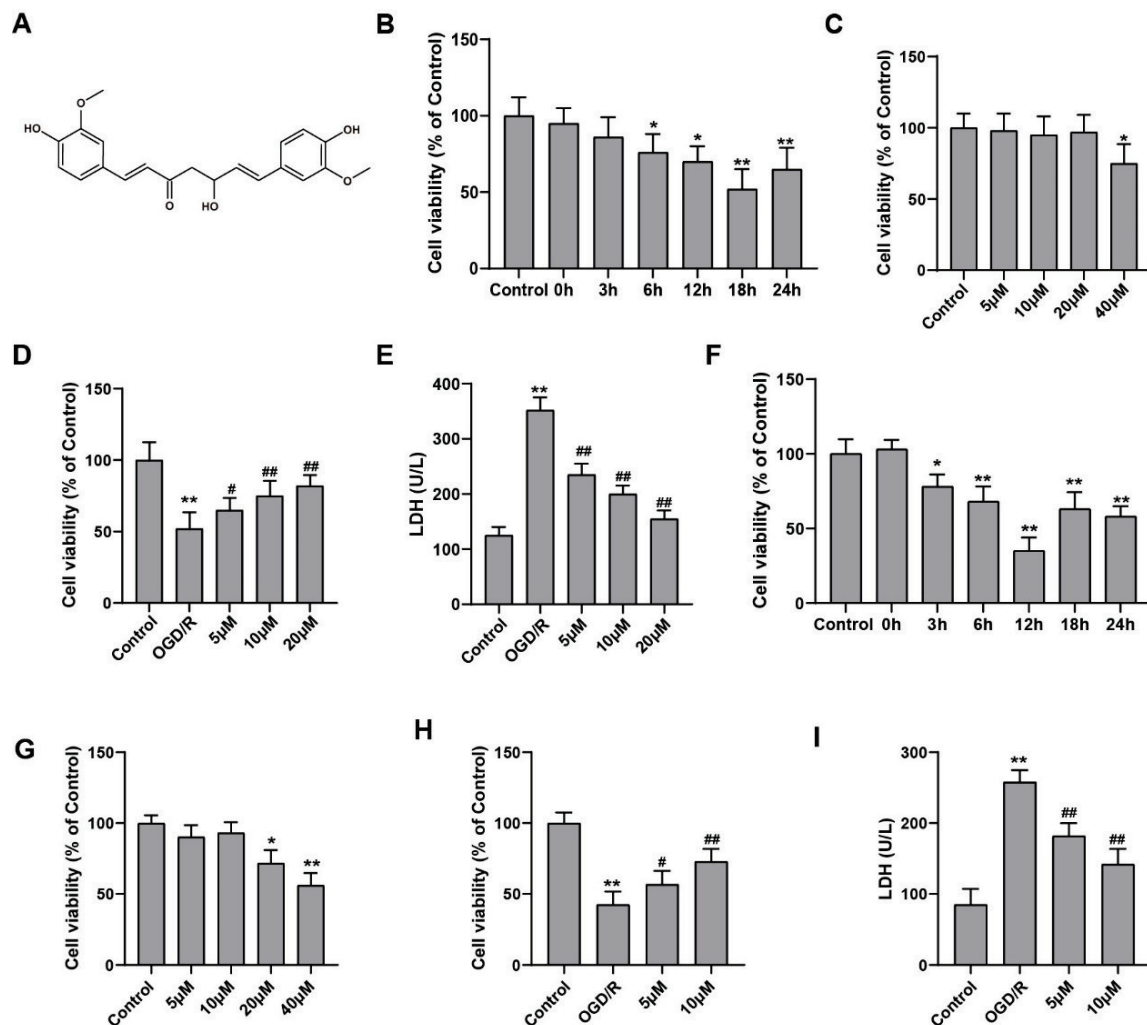 A
O
HO
O
HO
OH
O
B
Cell viability (% of Control)
150
100
50
0
*
*
**
**
Control 0h 3h 6h 12h 18h 24h
C
Cell viability (% of Control)
150
100
50
0
*
Control 5µM 10µM 20µM 40µM
D
Cell viability (% of Control)
150
100
50
0
**
#
##
##
Control OGD/R 5µM 10µM 20µM
E
LDH (U/L)
400
300
200
100
0
**
##
##
##
Control OGD/R 5µM 10µM 20µM
F
Cell viability (% of Control)
150
100
50
0
*
**
**
**
**
Control 0h 3h 6h 12h 18h 24h
G
Cell viability (% of Control)
150
100
50
0
*
**
Control 5µM 10µM 20µM 40µM
H
Cell viability (% of Control)
150
100
50
0
**
#
##
Control OGD/R 5µM 10µM
I
LDH (U/L)
300
200
100
0
**
##
##
Control OGD/R 5µM 10µM